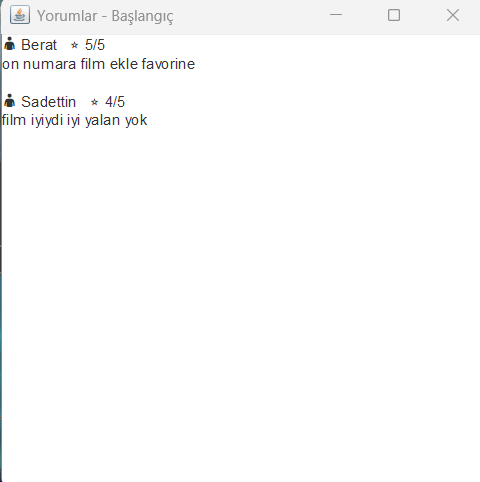 Yorumlar - Başlangıç
👤 Berat ⭐ 5/5
on numara film ekle favorine
👤 Sadettin ⭐ 4/5
film iyiydi iyi yalan yok